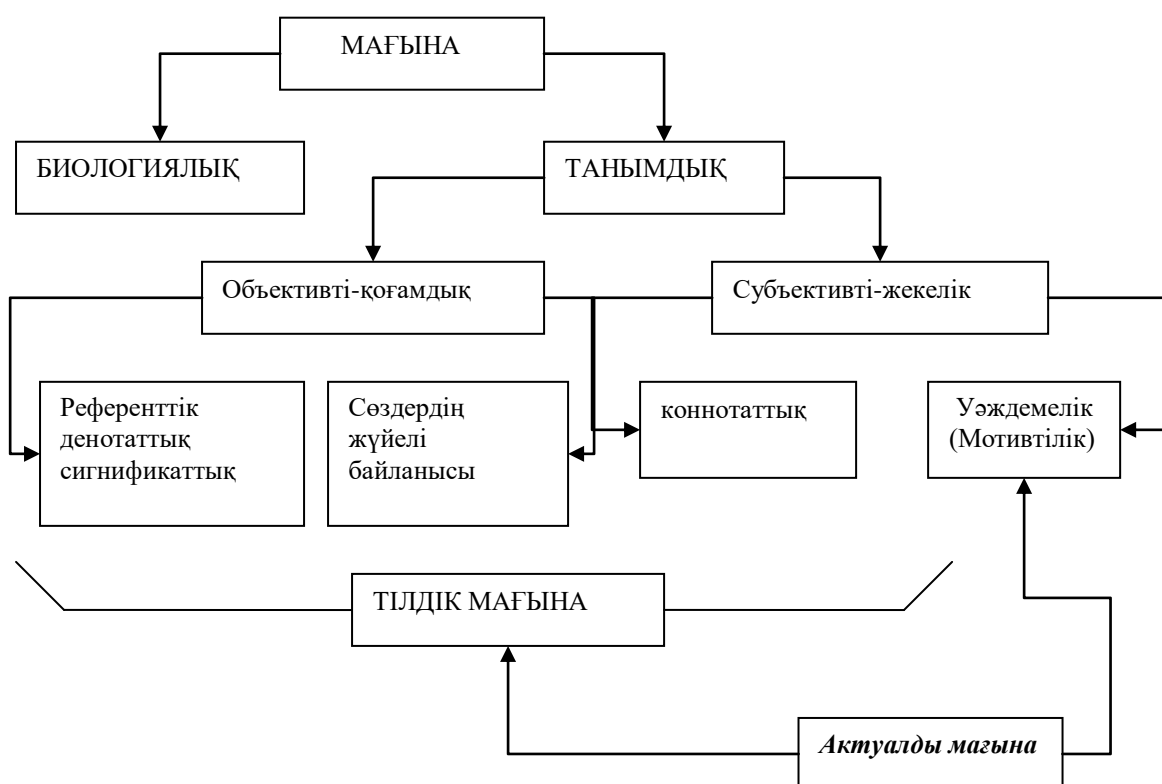 МАҒЫНА
БИОЛОГИЯЛЫҚ
ТАНЫМДЫҚ
Объективті-қоғамдық
Субъективті-жекелік
Референттік
денотаттық
сигнификаттық
Сөздердің
жүйелі
байланысы
коннотаттық
Уәждемелік
(Мотивтілік)
ТІЛДІК МАҒЫНА
Актуалды мағына